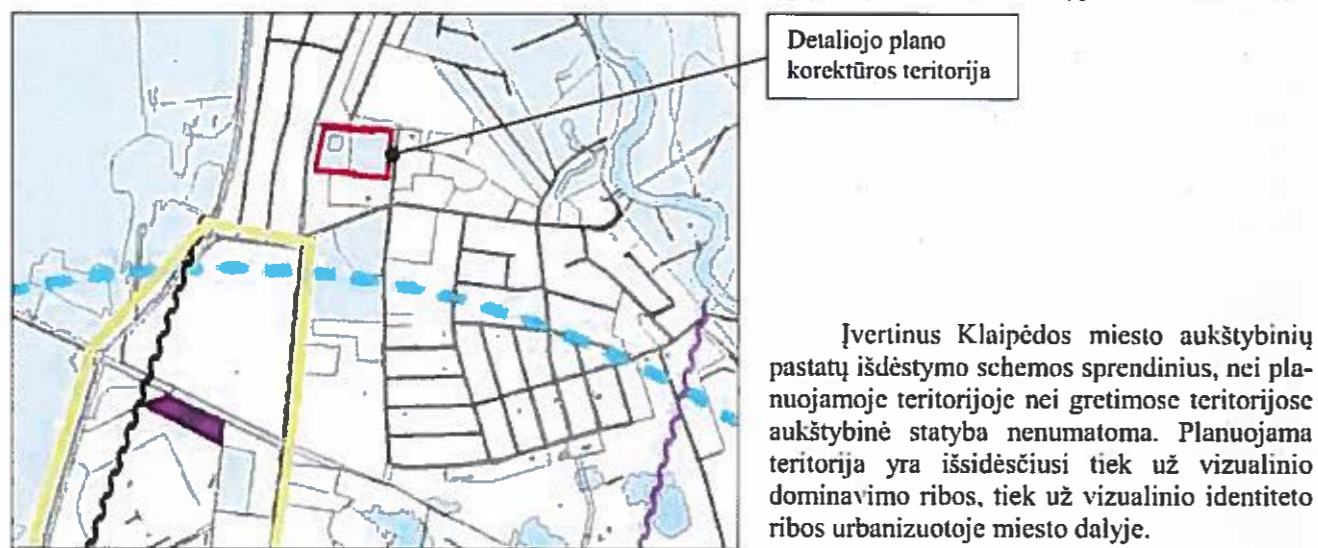 Detaliojo plano
korektūros teritorija
Įvertinus Klaipėdos miesto aukštybinių
pastatų išdėstymo schemos sprendinius, nei pla-
nuojamoje teritorijoje nei gretimose teritorijose
aukštybinė statyba nenumatoma. Planuojama
teritorija yra išsidėsčiusi tiek už vizualinio
dominavimo ribos, tiek už vizualinio identiteto
ribos urbanizuotoje miesto dalyje.